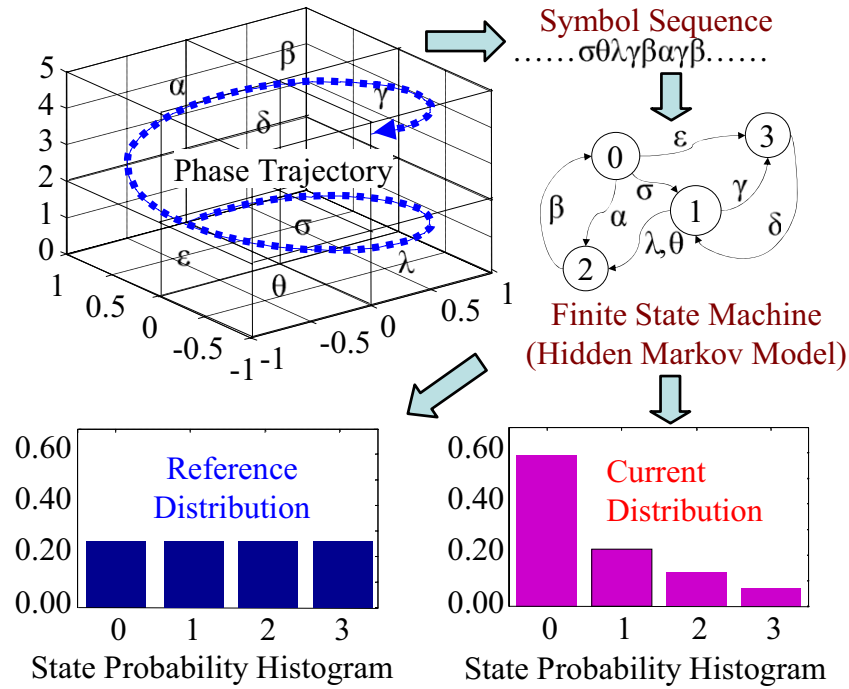 Symbol Sequence
……σθλγβαγβ……
5
4
3
2
1
0
α
β
γ
δ
Phase Trajectory
σ
ε
θ
λ
1
0.5
0
-0.5
-1
-1
-0.5
0
0.5
1
0
3
1
2
ε
σ
γ
β
α
λ,θ
δ
Finite State Machine
(Hidden Markov Model)
0.60
0.40
0.20
0.00
Reference
Distribution
0 1 2 3
State Probability Histogram
0.60
0.40
0.20
0.00
Current
Distribution
0 1 2 3
State Probability Histogram